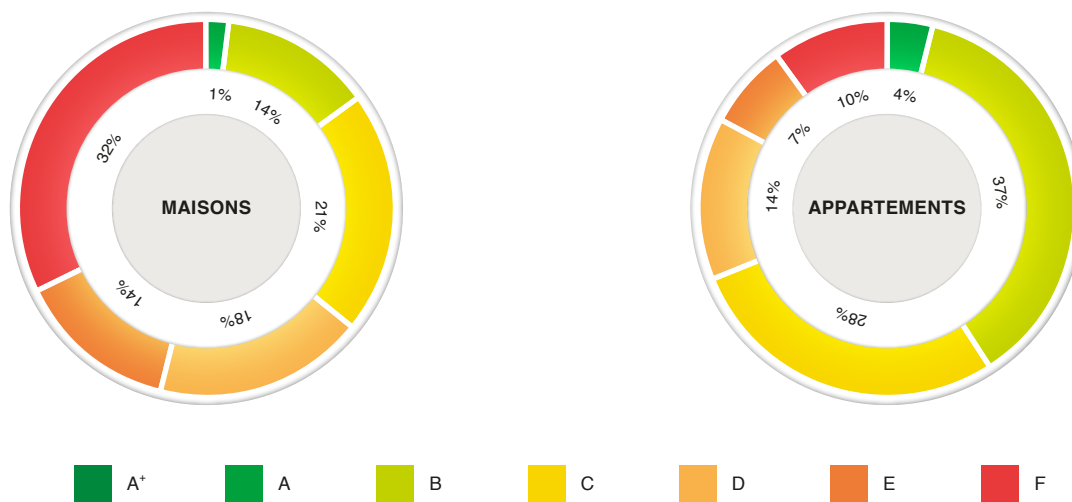 1%
14%
21%
18%
14%
32%
MAISONS
4%
37%
28%
14%
7%
10%
APPARTEMENTS
A+
A
B
C
D
E
F